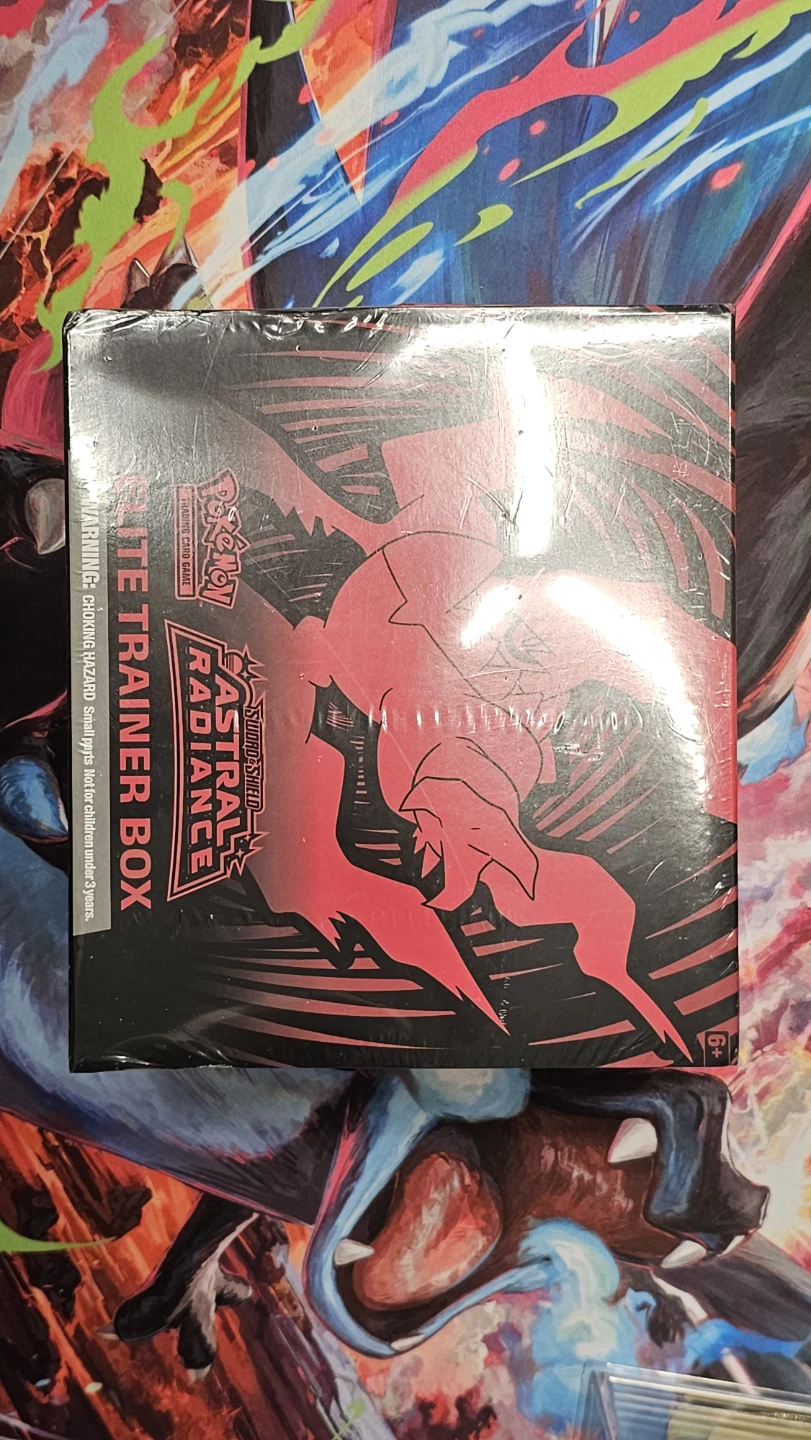 6+
Pokémon
TRADING CARD GAME
SWORD & SHIELD
ASTRAL
RADIANCE
ELITE TRAINER BOX
WARNING: CHOKING HAZARD Small parts Not for children under 3 years.